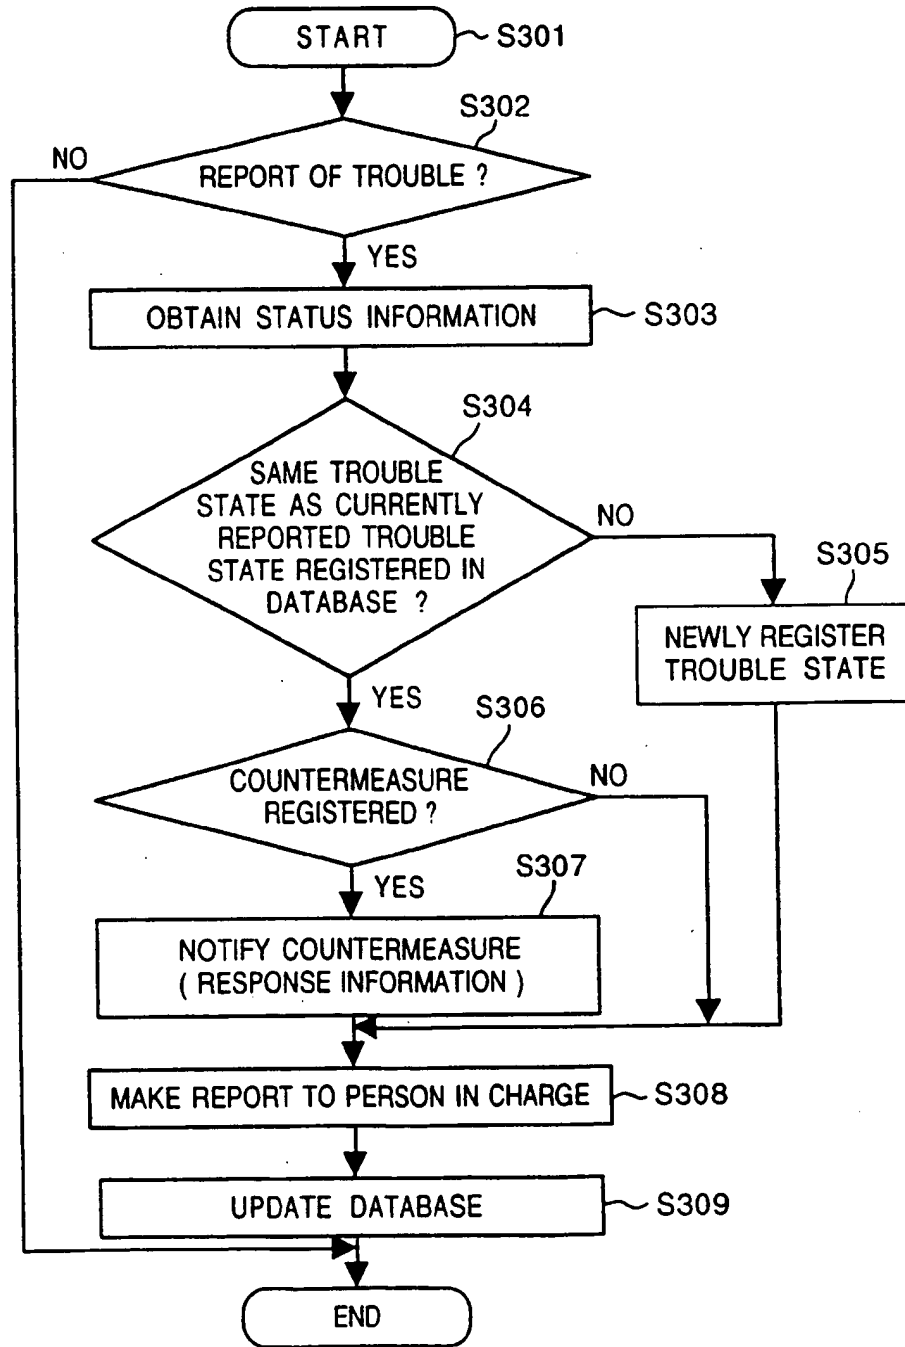 START
S301
S302
NO
REPORT OF TROUBLE ?
YES
OBTAIN STATUS INFORMATION
S303
S304
SAME TROUBLE
STATE AS CURRENTLY
REPORTED TROUBLE
STATE REGISTERED IN
DATABASE ?
NO
S305
NEWLY REGISTER
TROUBLE STATE
YES
S306
COUNTERMEASURE
REGISTERED ?
NO
YES
S307
NOTIFY COUNTERMEASURE
( RESPONSE INFORMATION )
MAKE REPORT TO PERSON IN CHARGE
S308
UPDATE DATABASE
S309
END